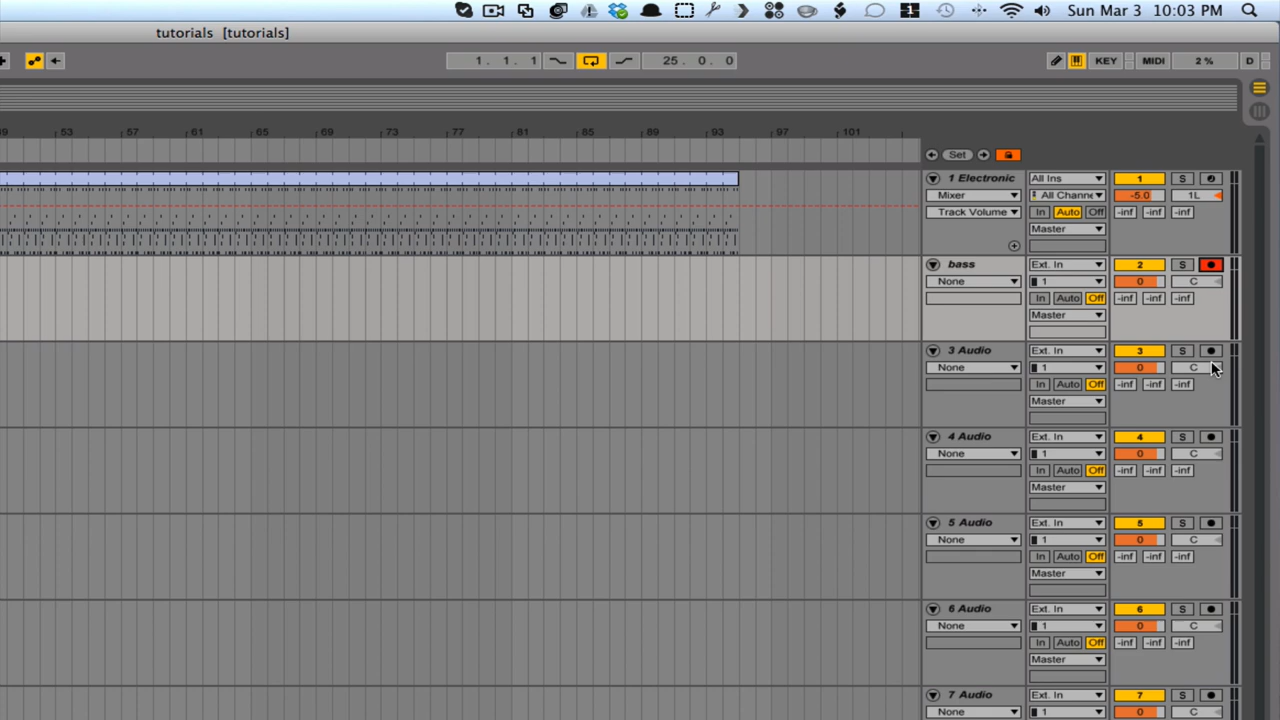 Sun Mar 3 10:03 PM
tutorials [tutorials]
1. 1. 1 25. 0. 0 KEY MIDI 2 % D
53 57 61 65 69 73 77 81 85 89 93 97 101
Set
1 Electronic All Ins 1 S
Mixer All Channe -5.0 1L
Track Volume In Auto Off -inf -inf -inf
Master
bass Ext. In 2 S
None 1 0 C
In Auto Off -inf -inf -inf
Master
3 Audio Ext. In 3 S
None 1 0 C
In Auto Off -inf -inf -inf
Master
4 Audio Ext. In 4 S
None 1 0 C
In Auto Off -inf -inf -inf
Master
5 Audio Ext. In 5 S
None 1 0 C
In Auto Off -inf -inf -inf
Master
6 Audio Ext. In 6 S
None 1 0 C
In Auto Off -inf -inf -inf
Master
7 Audio Ext. In 7 S
None 1 0 C